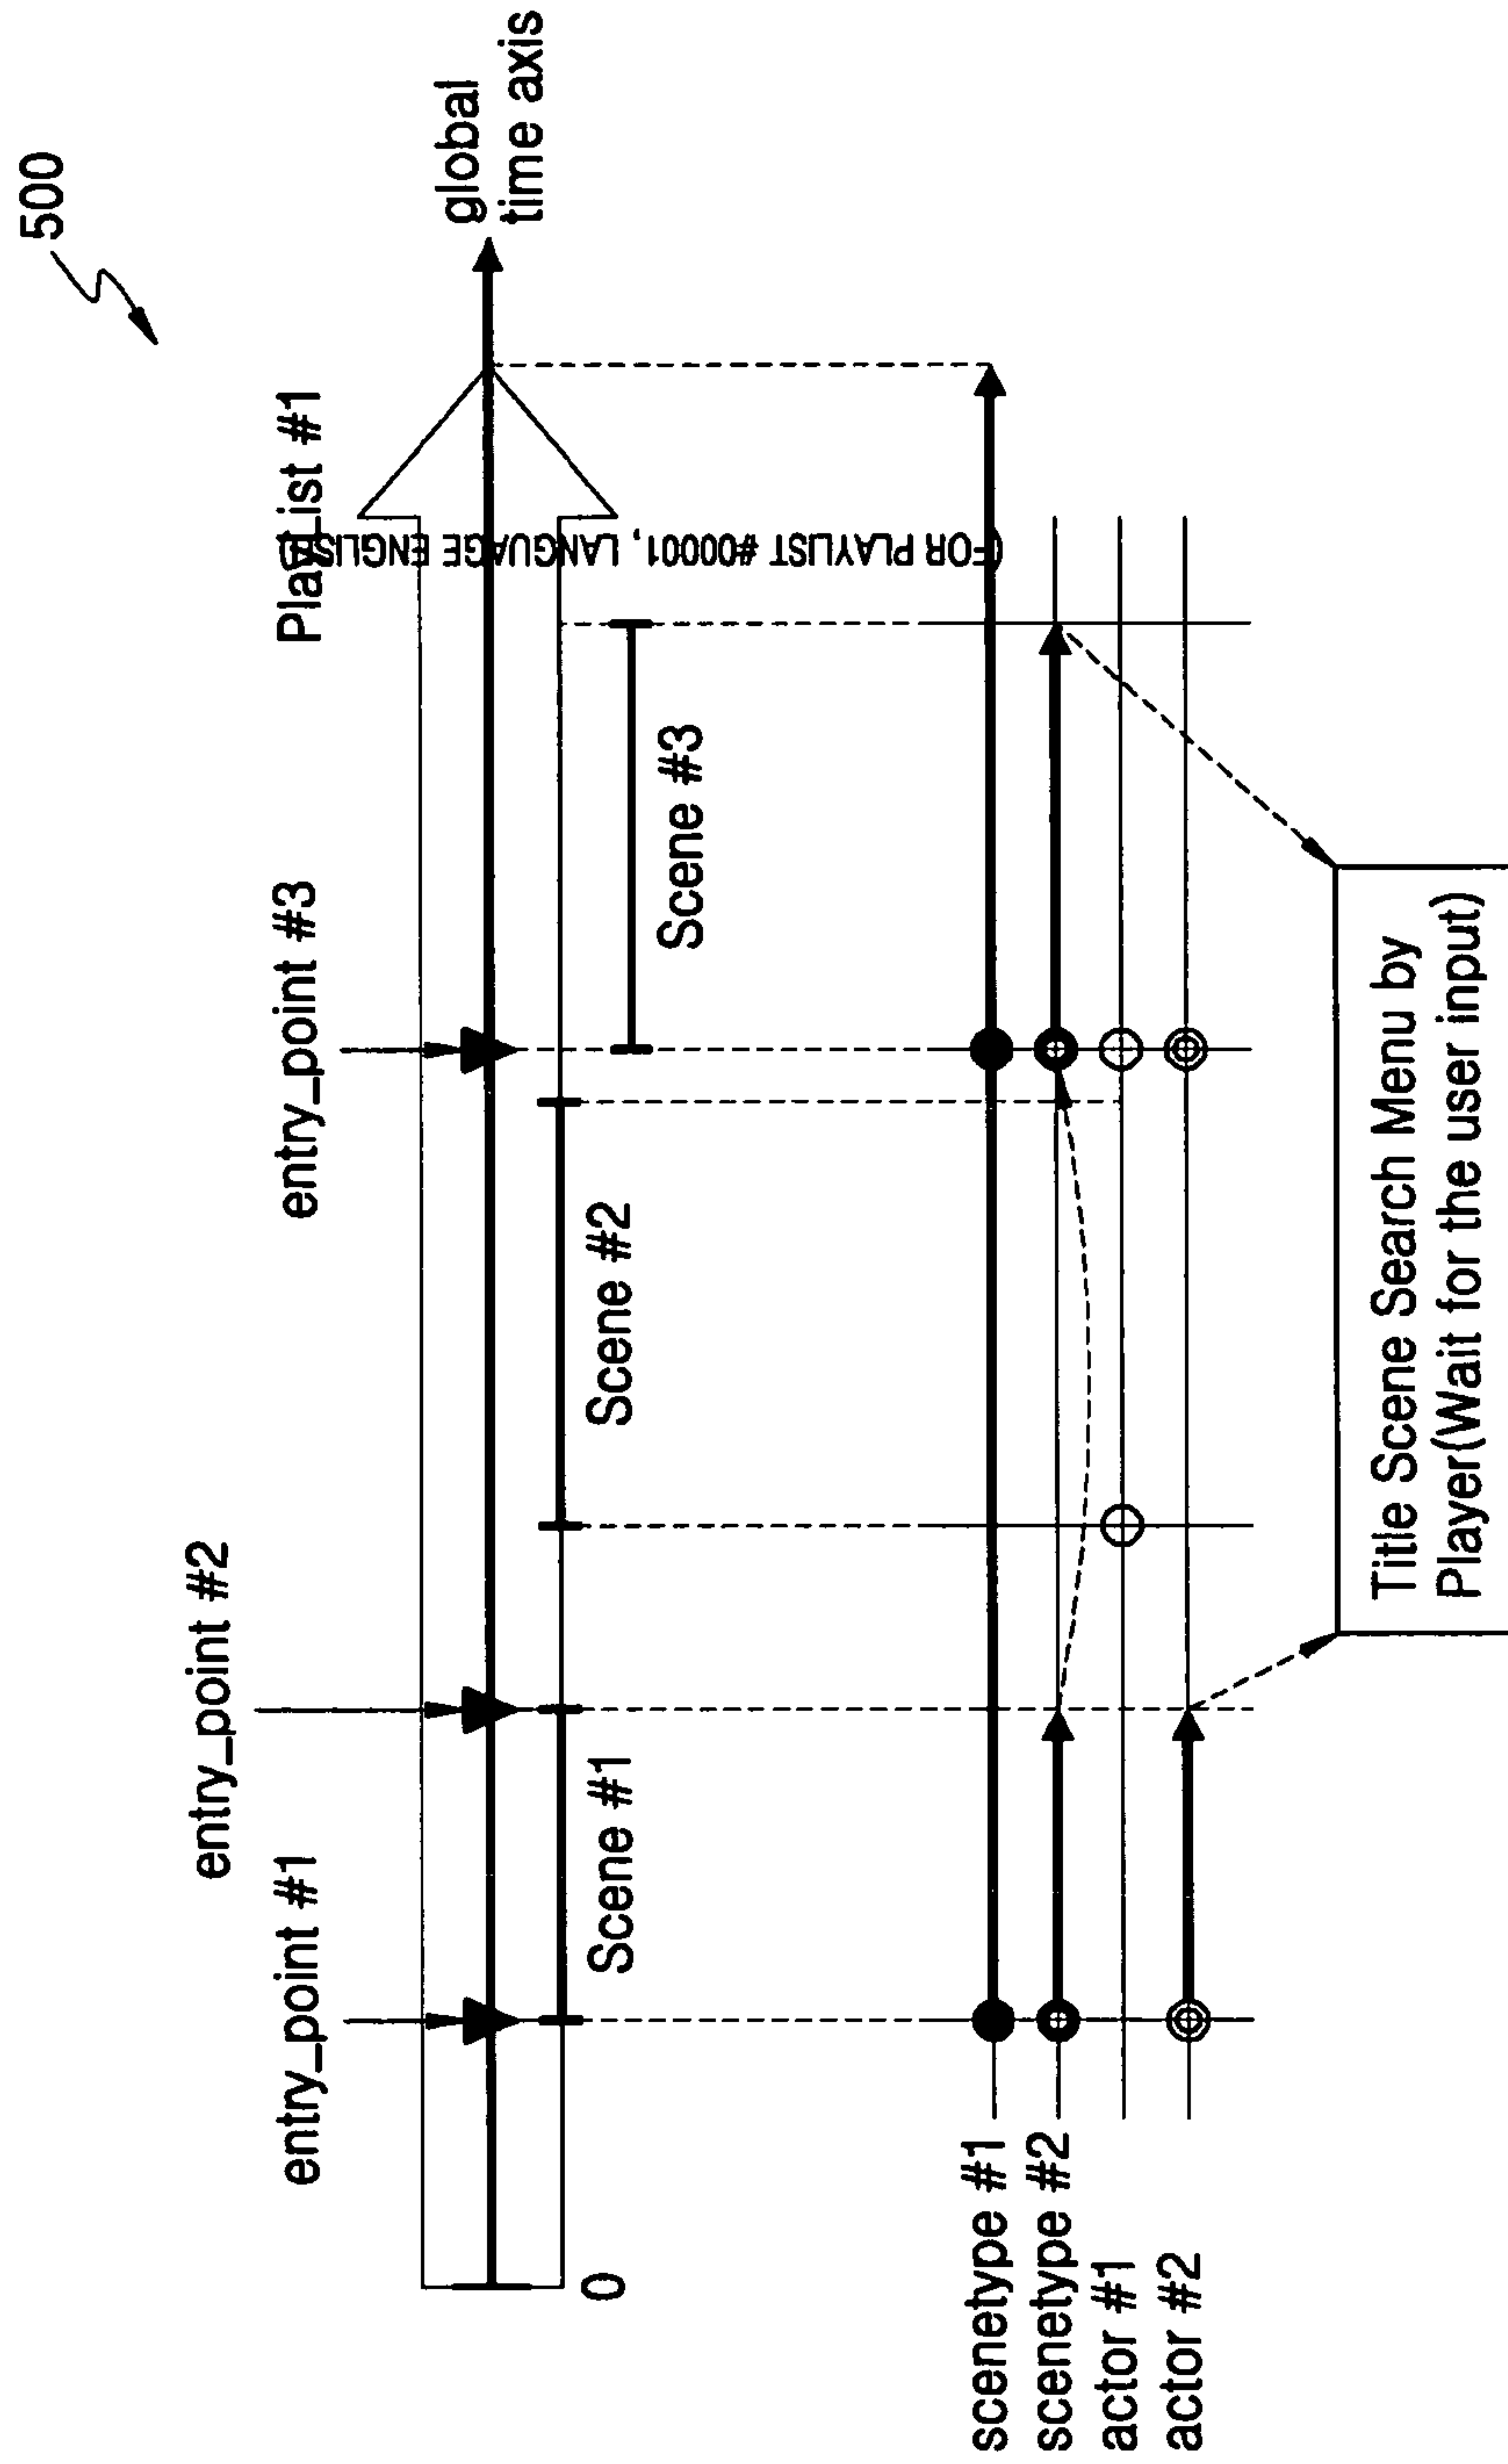 500
PlayList #1
global
time axis
entry_point #1
entry_point #2
entry_point #3
(FOR PLAYLIST #00001, LANGUAGE ENGLISH)
0
Scene #1
Scene #2
Scene #3
scenetype #1
scenetype #2
actor #1
actor #2
Title Scene Search Menu by
Player(Wait for the user input)